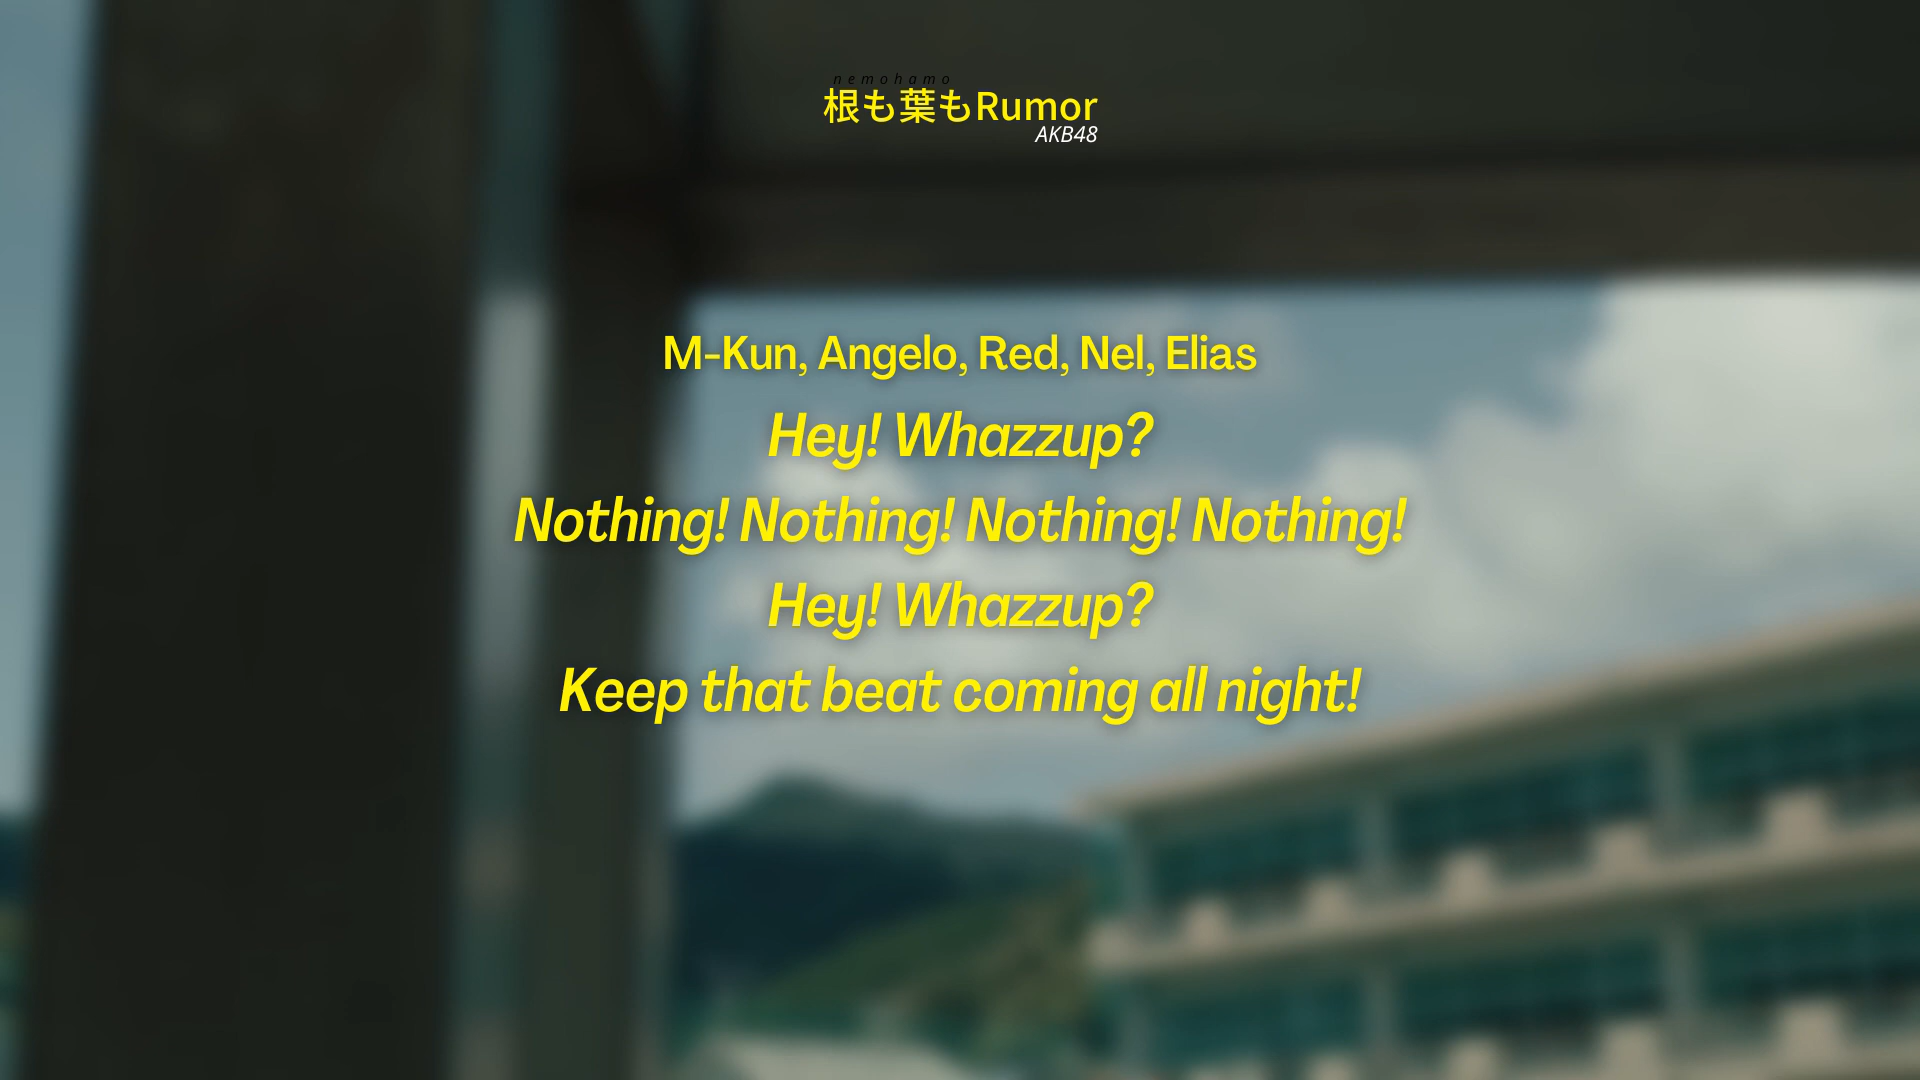 nemohamo
根も葉もRumor
AKB48
M-Kun, Angelo, Red, Nel, Elias
Hey! Whazzup?
Nothing! Nothing! Nothing! Nothing!
Hey! Whazzup?
Keep that beat coming all night!